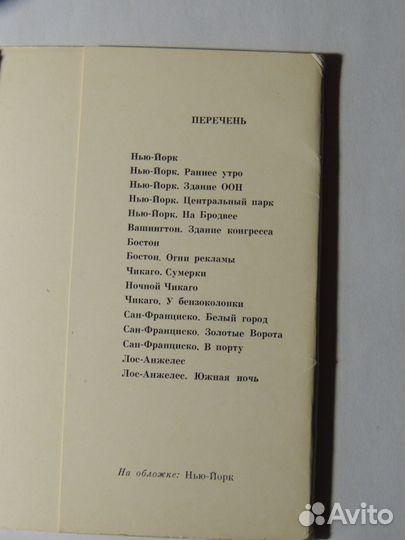 ПЕРЕЧЕНЬ
Нью-Йорк
Нью-Йорк. Раннее утро
Нью-Йорк. Здание ООН
Нью-Йорк. Центральный парк
Нью-Йорк. На Бродвее
Вашингтон. Здание конгресса
Бостон
Бостон. Огни рекламы
Чикаго. Сумерки
Ночной Чикаго
Чикаго. У бензоколонки
Сан-Франциско. Белый город
Сан-Франциско. Золотые Ворота
Сан-Франциско. В порту
Лос-Анжелес
Лос-Анжелес. Южная ночь
На обложке: Нью-Йорк
Avito